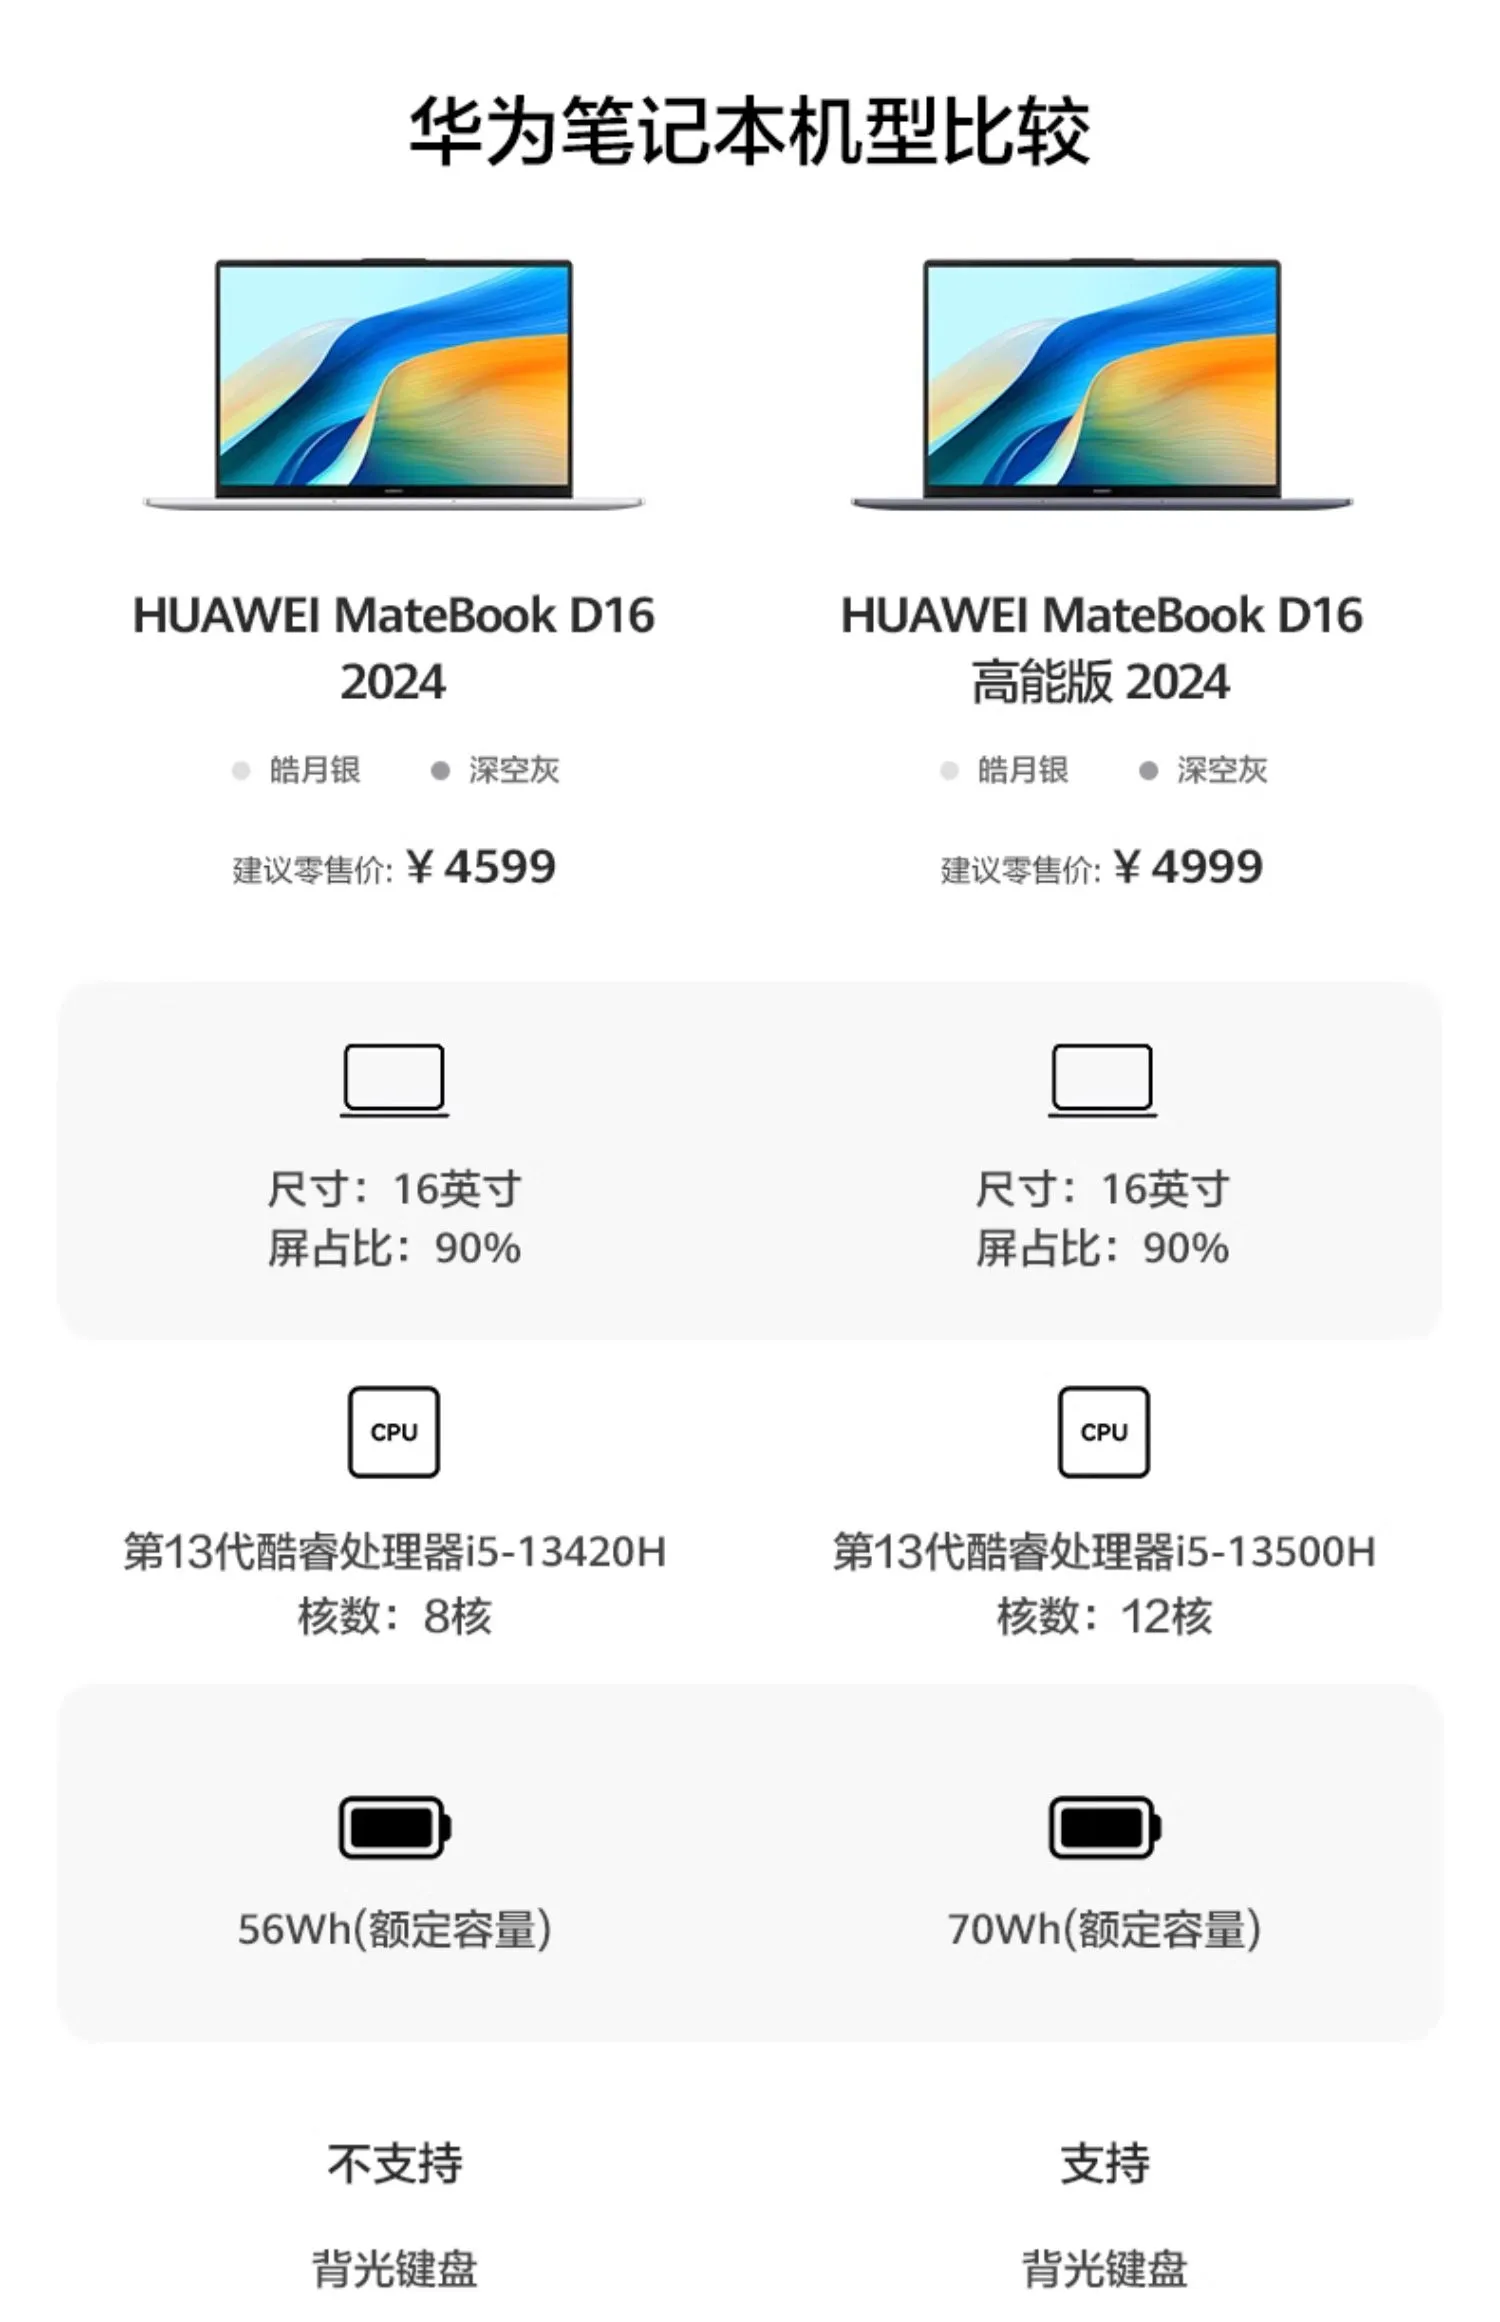 华为笔记本机型比较
HUAWEI MateBook D16
2024
皓月银 深空灰
建议零售价: ¥ 4599
HUAWEI MateBook D16
高能版 2024
皓月银 深空灰
建议零售价: ¥ 4999
尺寸：16英寸
屏占比：90%
尺寸：16英寸
屏占比：90%
CPU
第13代酷睿处理器i5-13420H
核数：8核
CPU
第13代酷睿处理器i5-13500H
核数：12核
56Wh(额定容量)
70Wh(额定容量)
不支持
背光键盘
支持
背光键盘